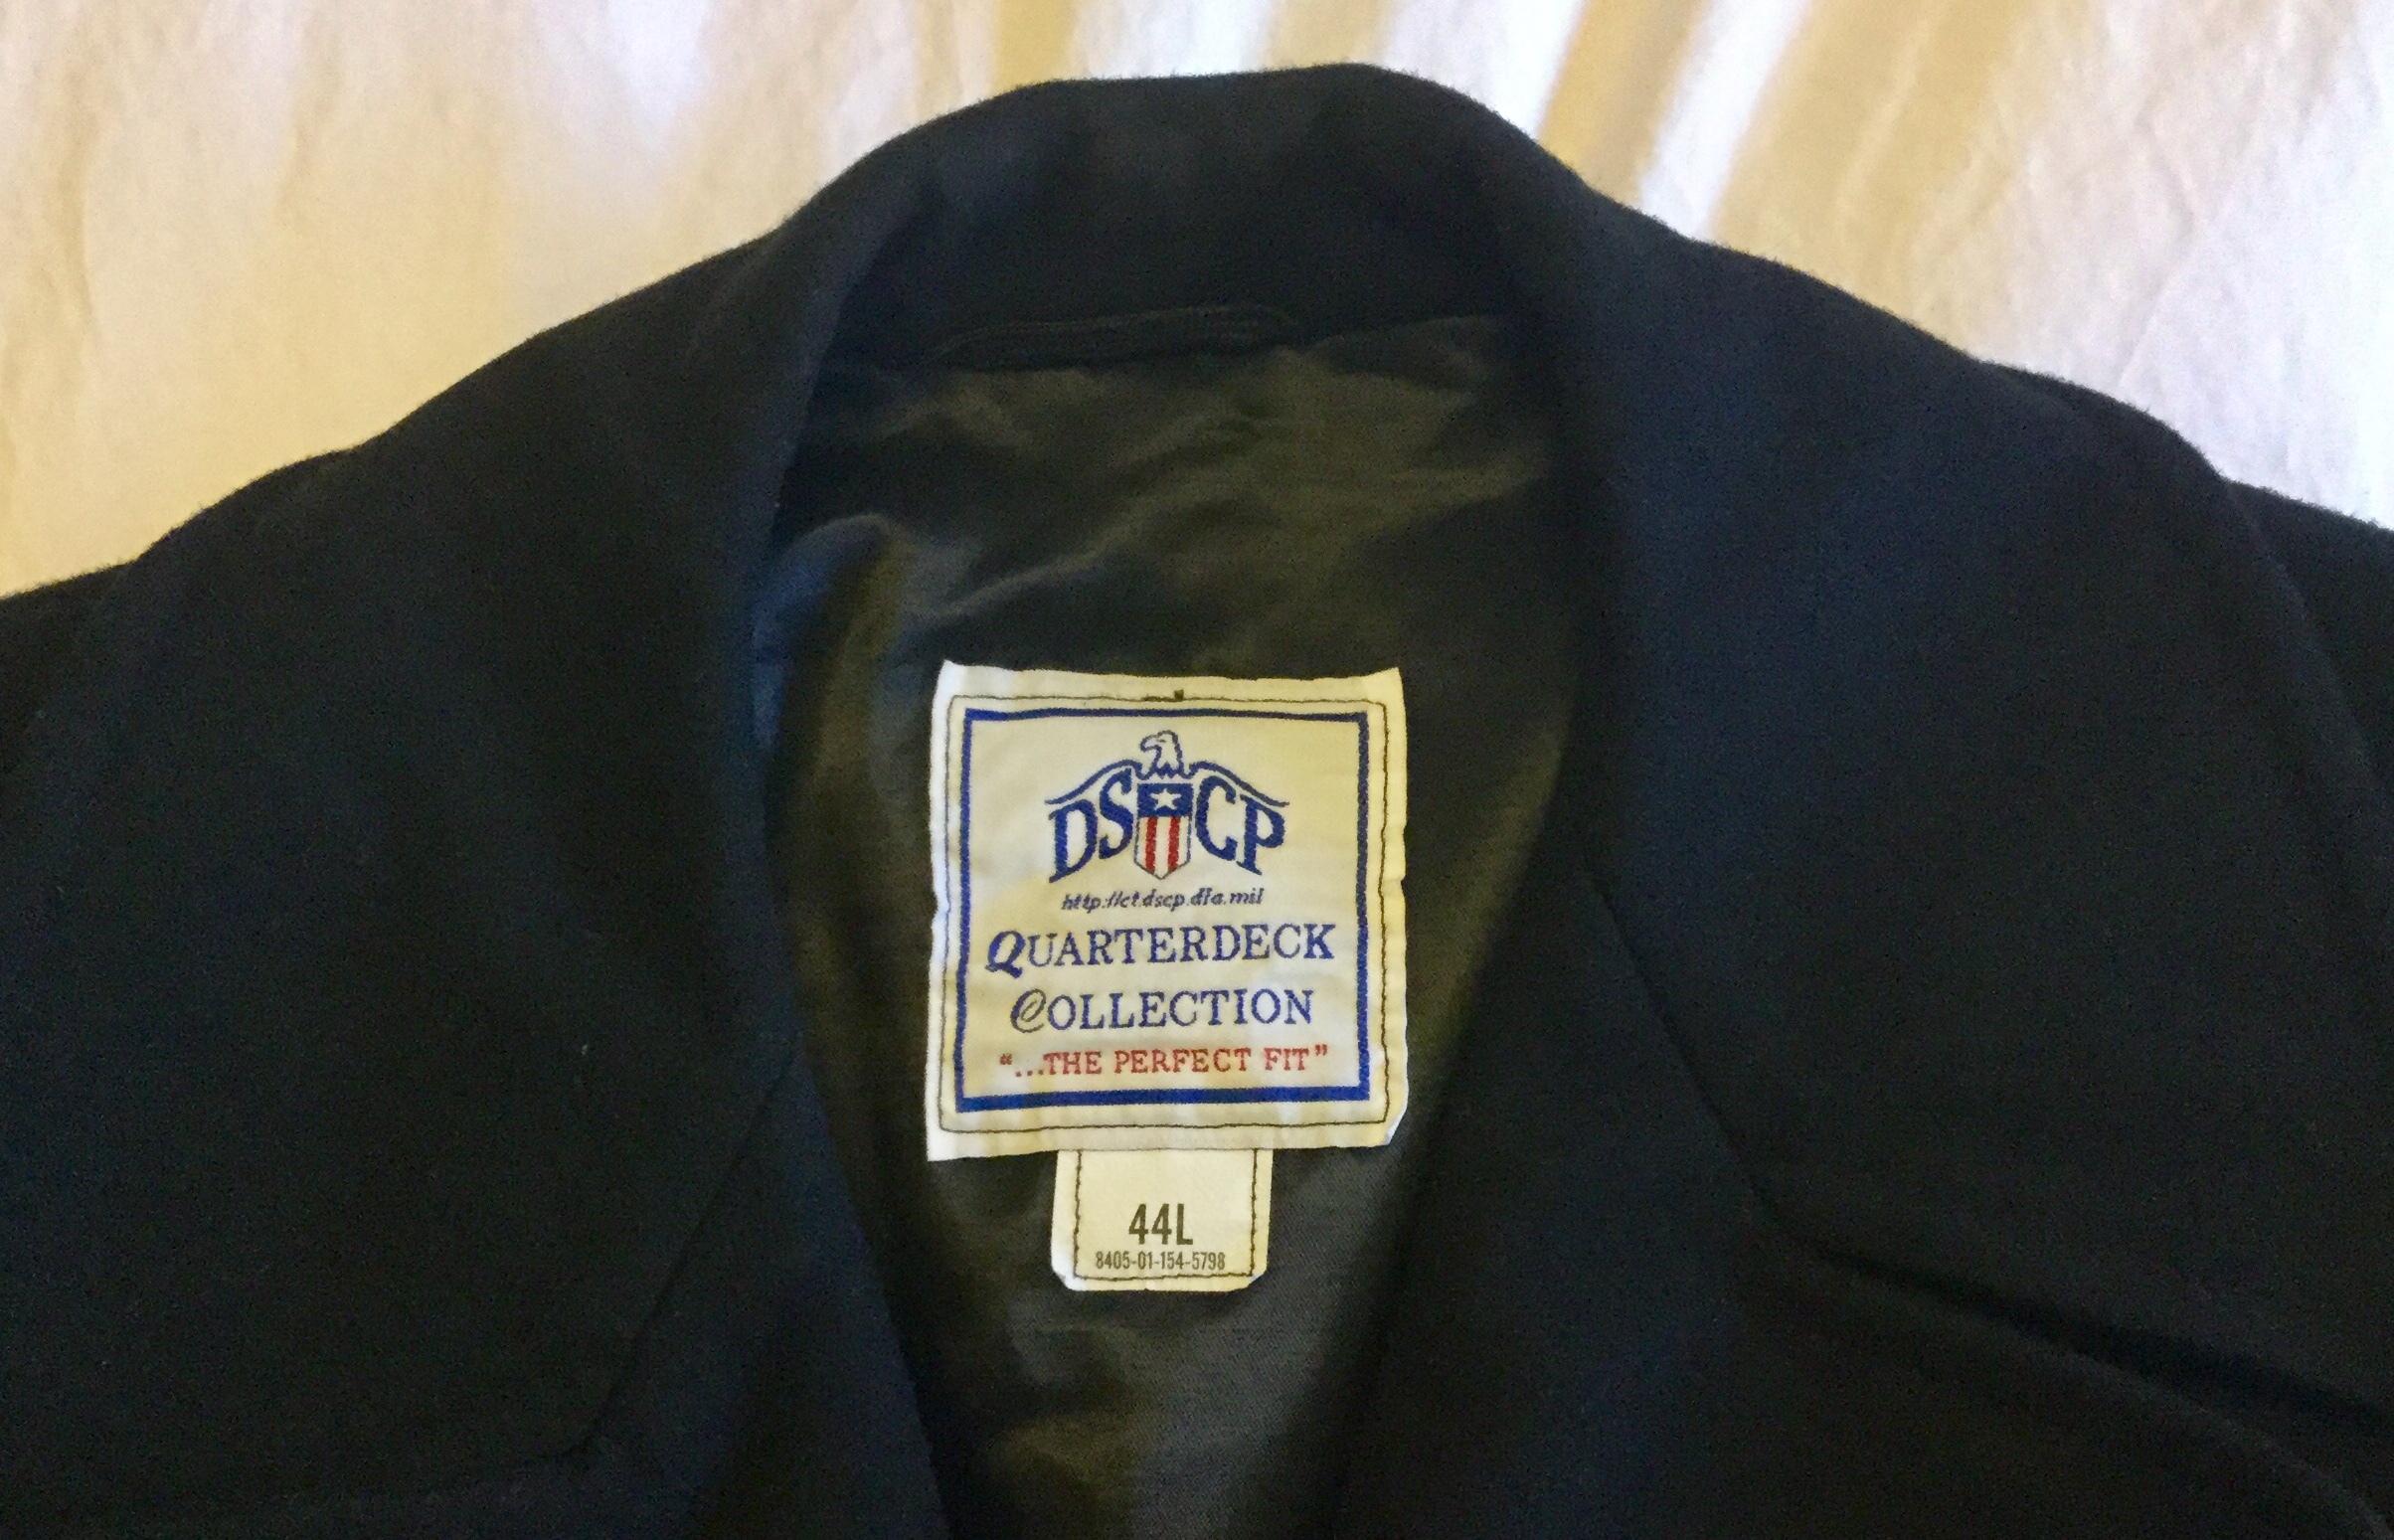 DSCP
http://ct.dscp.dla.mil
QUARTERDECK
COLLECTION
"...THE PERFECT FIT"
44L
8405-01-154-5798